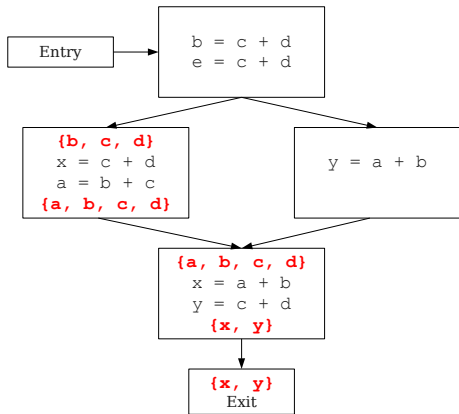 Entry
b = c + d
e = c + d
{b, c, d}
x = c + d
a = b + c
{a, b, c, d}
y = a + b
{a, b, c, d}
x = a + b
y = c + d
{x, y}
{x, y}
Exit